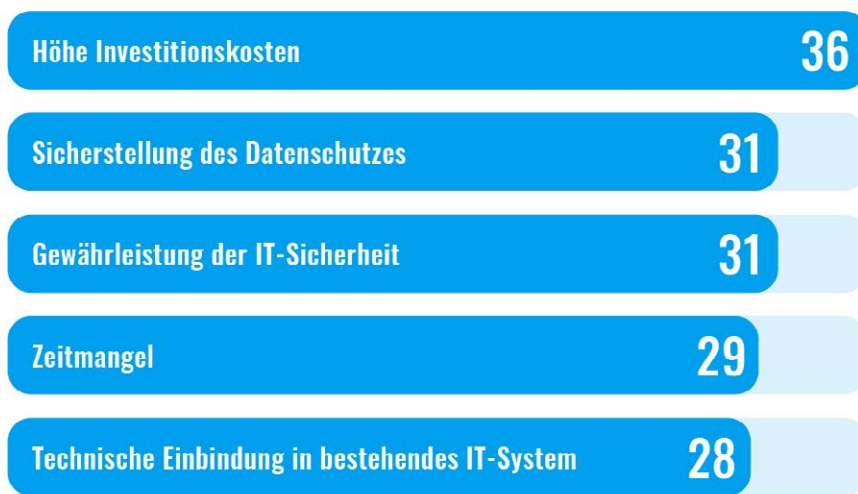 Höhe Investitionskosten 36
Sicherstellung des Datenschutzes 31
Gewährleistung der IT-Sicherheit 31
Zeitmangel 29
Technische Einbindung in bestehendes IT-System 28